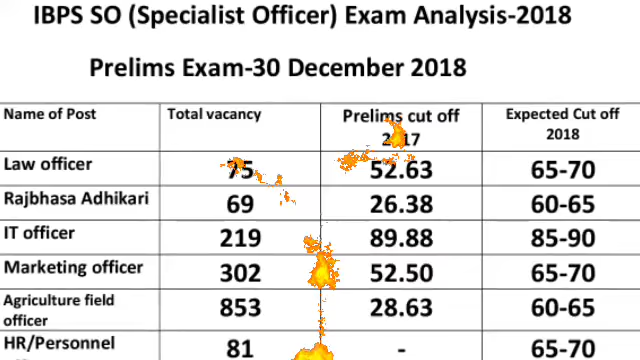 IBPS SO (Specialist Officer) Exam Analysis-2018
Prelims Exam-30 December 2018
Name of Post Total vacancy Prelims cut off 2017 Expected Cut off 2018
Law officer 75 52.63 65-70
Rajbhasa Adhikari 69 26.38 60-65
IT officer 219 89.88 85-90
Marketing officer 302 52.50 65-70
Agriculture field officer 853 28.63 60-65
HR/Personnel 81 - 65-70